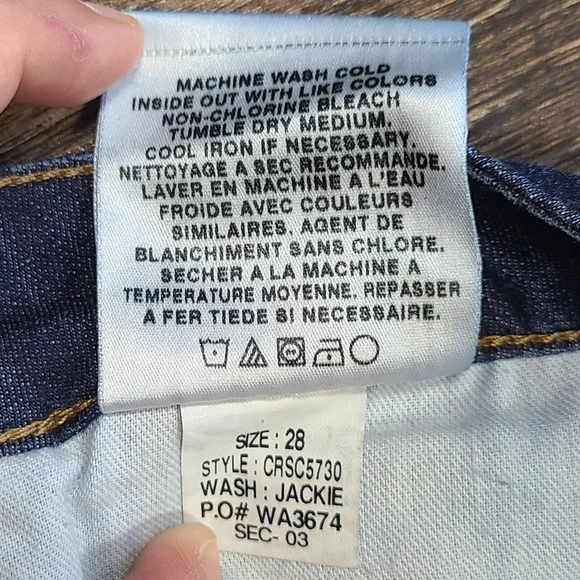 MACHINE WASH COLD
INSIDE OUT WITH LIKE COLORS
NON-CHLORINE BLEACH
TUMBLE DRY MEDIUM.
COOL IRON IF NECESSARY.
NETTOYAGE A SEC RECOMMANDE.
LAVER EN MACHINE A L'EAU
FROIDE AVEC COULEURS
SIMILAIRES. AGENT DE
BLANCHIMENT SANS CHLORE.
SECHER A LA MACHINE A
TEMPERATURE MOYENNE. REPASSER
A FER TIEDE SI NECESSAIRE.
SIZE : 28
STYLE : CRSC5730
WASH : JACKIE
P.O# WA3674
SEC- 03